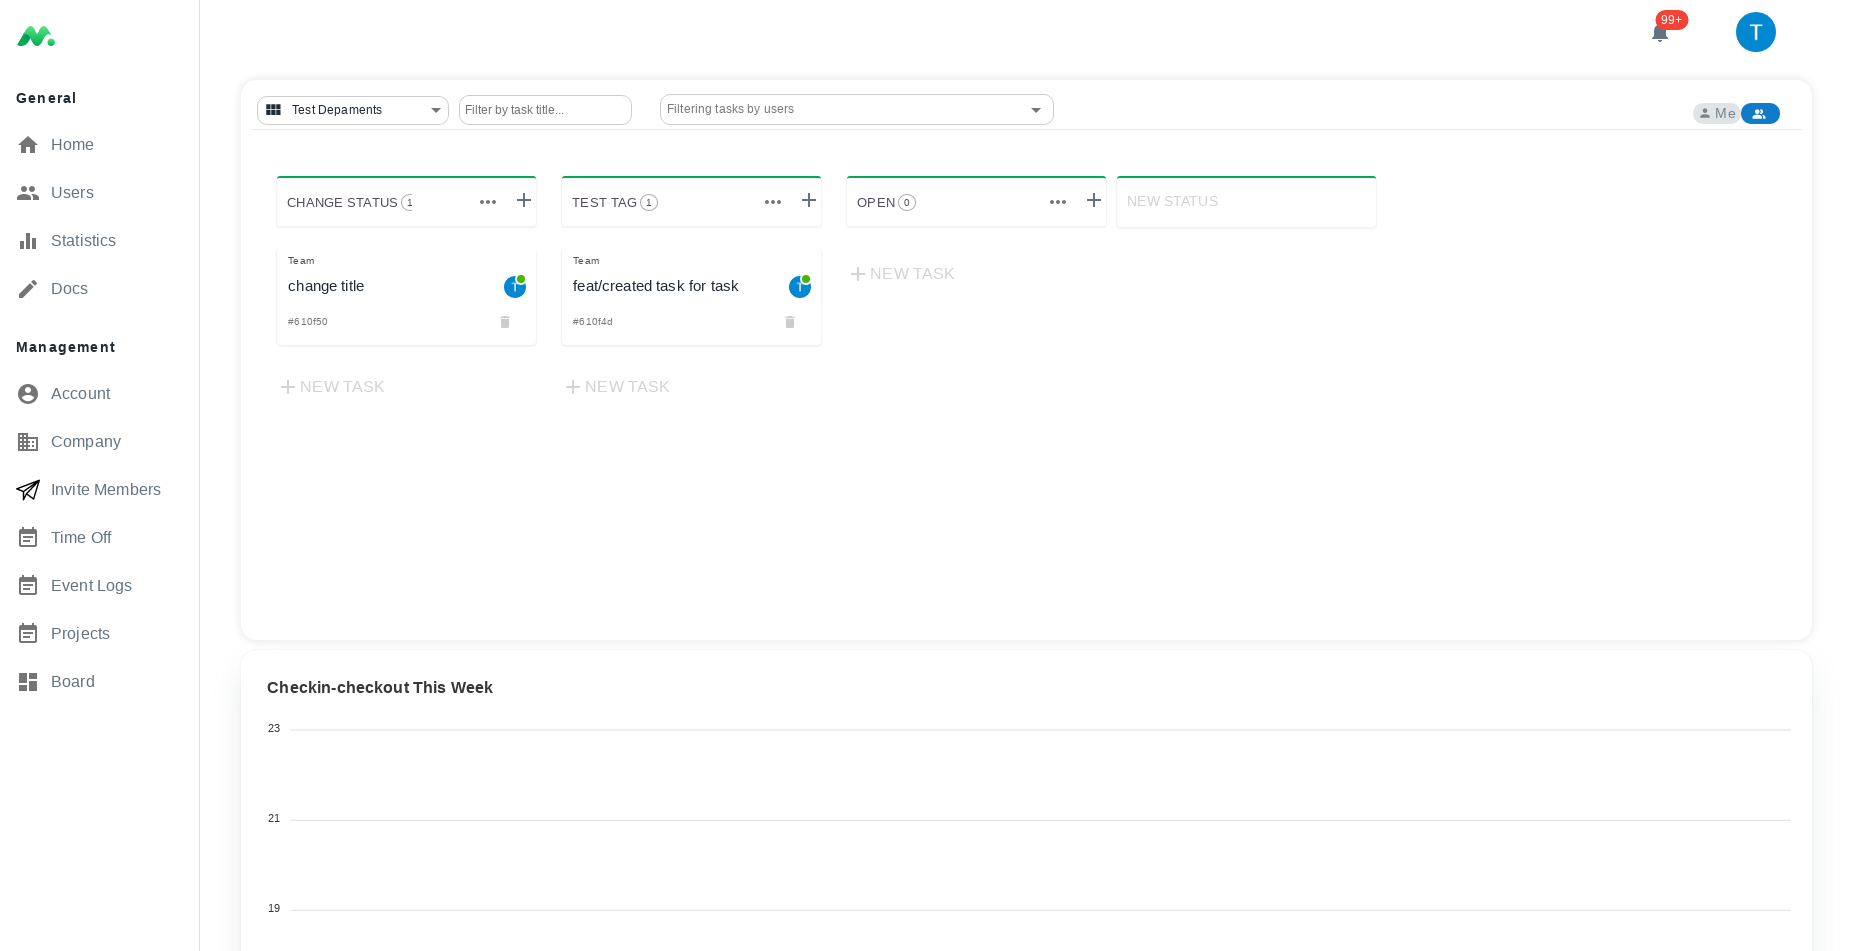 99+
T
General
Home
Users
Statistics
Docs
Management
Account
Company
Invite Members
Time Off
Event Logs
Projects
Board
Test Depaments
Filter by task title...
Filtering tasks by users
Me
CHANGE STATUS 1
TEST TAG 1
OPEN 0
NEW STATUS
Team
change title
T
#610f50
NEW TASK
Team
feat/created task for task
T
#610f4d
NEW TASK
NEW TASK
Checkin-checkout This Week
23
21
19